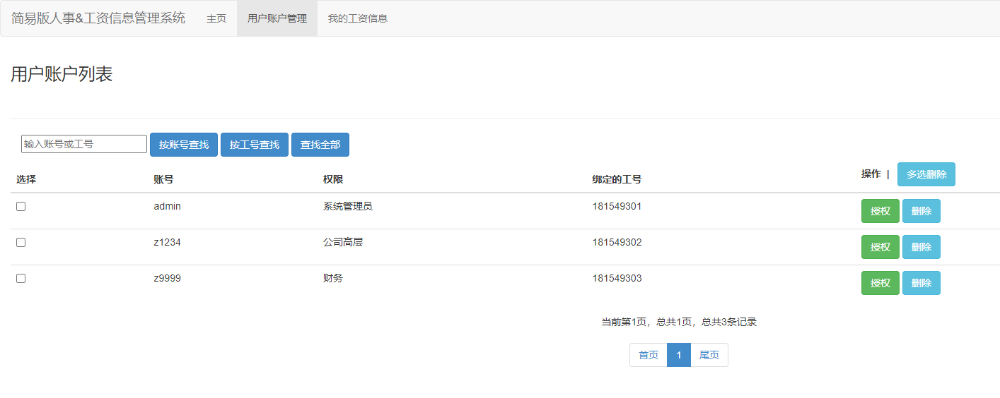 简易版人事&工资信息管理系统 主页 用户账户管理 我的工资信息
用户账户列表
输入账号或工号 按账号查找 按工号查找 查找全部
选择 账号 权限 绑定的工号 操作 | 多选删除
admin 系统管理员 181549301 授权 删除
z1234 公司高层 181549302 授权 删除
z9999 财务 181549303 授权 删除
当前第1页，总共1页，总共3条记录
首页 1 尾页